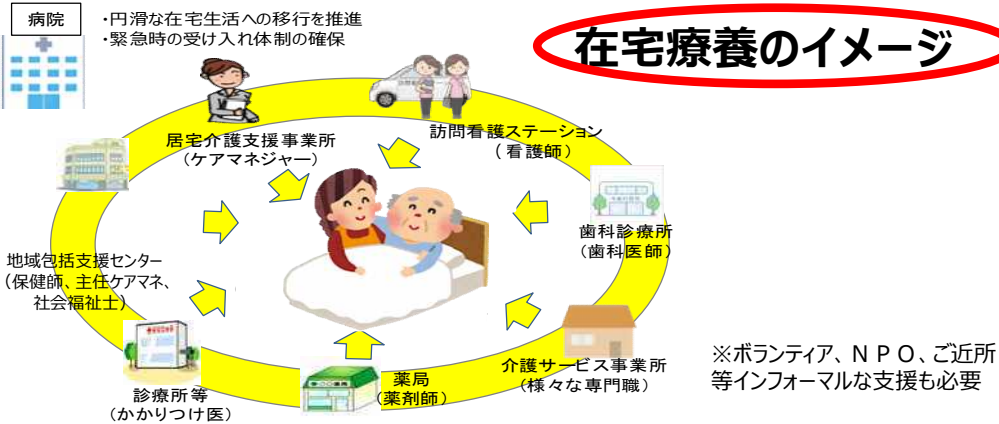 病院
・円滑な在宅生活への移行を推進
・緊急時の受け入れ体制の確保
在宅療養のイメージ
居宅介護支援事業所
(ケアマネジャー)
訪問看護ステーション
(看護師)
歯科診療所
(歯科医師)
地域包括支援センター
(保健師、主任ケアマネ、
社会福祉士)
診療所等
(かかりつけ医)
薬局
(薬剤師)
介護サービス事業所
(様々な専門職)
※ボランティア、ＮＰＯ、ご近所
等インフォーマルな支援も必要